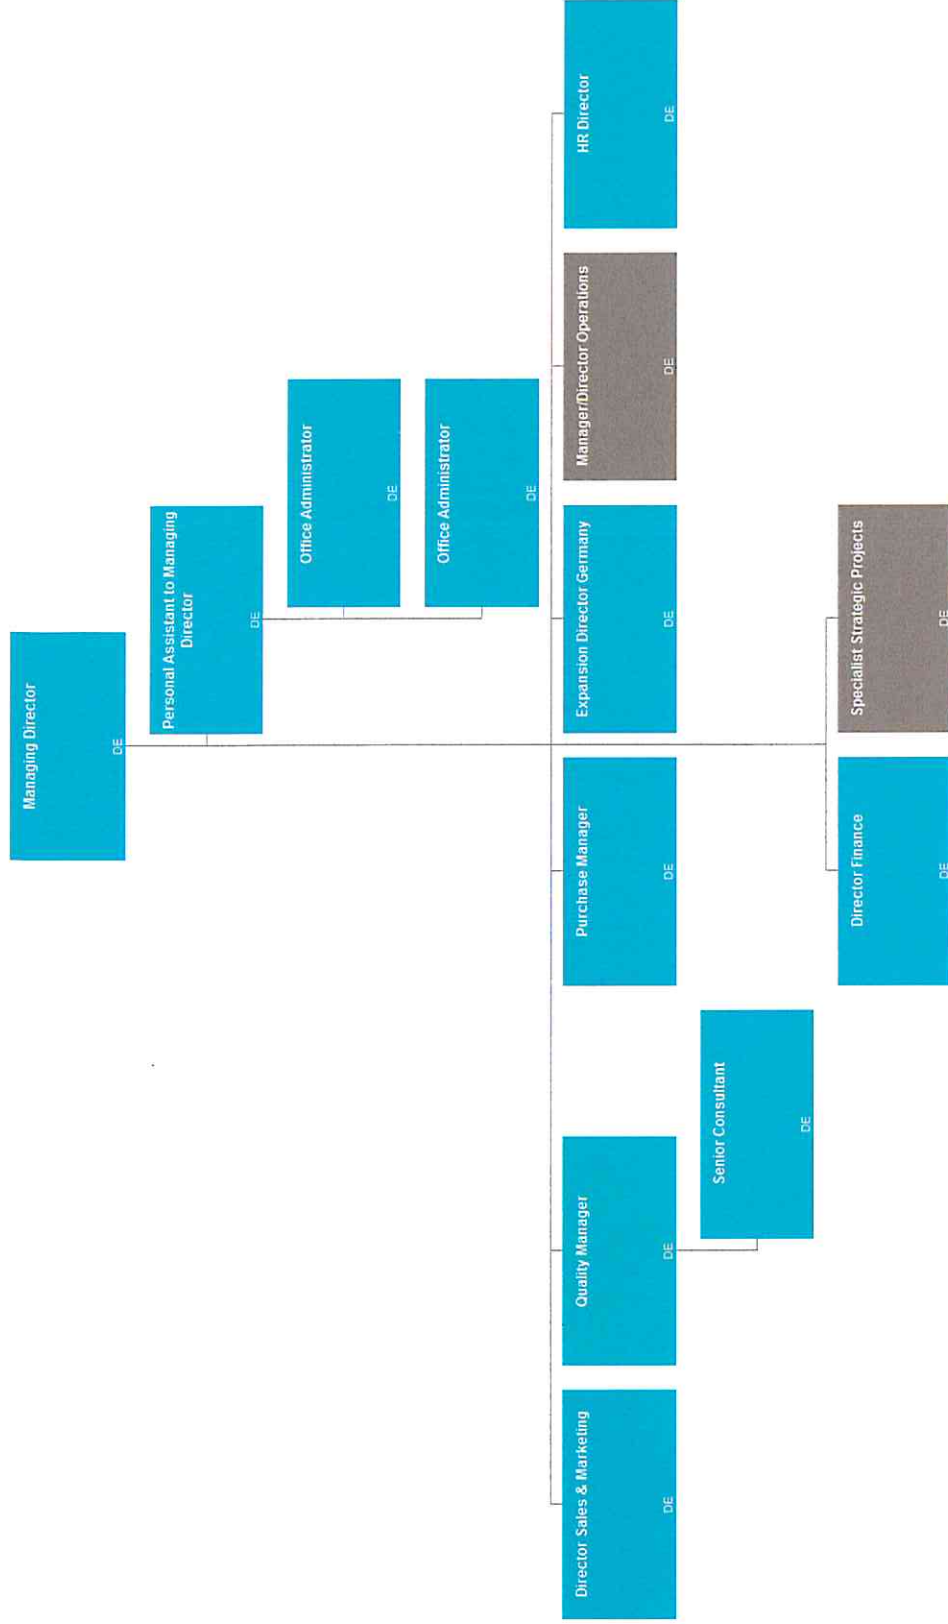 Managing Director
DE
Personal Assistant to Managing
Director
DE
Office Administrator
DE
Office Administrator
DE
Director Sales & Marketing
DE
Quality Manager
DE
Purchase Manager
DE
Expansion Director Germany
DE
Manager/Director Operations
DE
HR Director
DE
Senior Consultant
DE
Director Finance
DE
Specialist Strategic Projects
DE